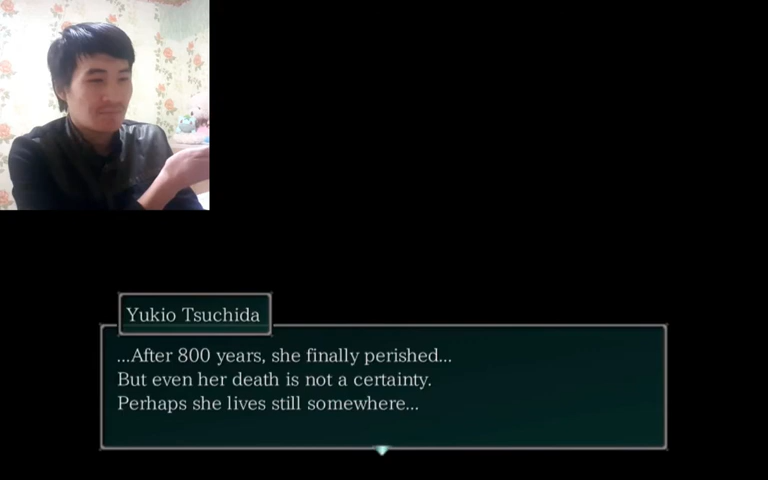 Yukio Tsuchida
...After 800 years, she finally perished...
But even her death is not a certainty.
Perhaps she lives still somewhere...